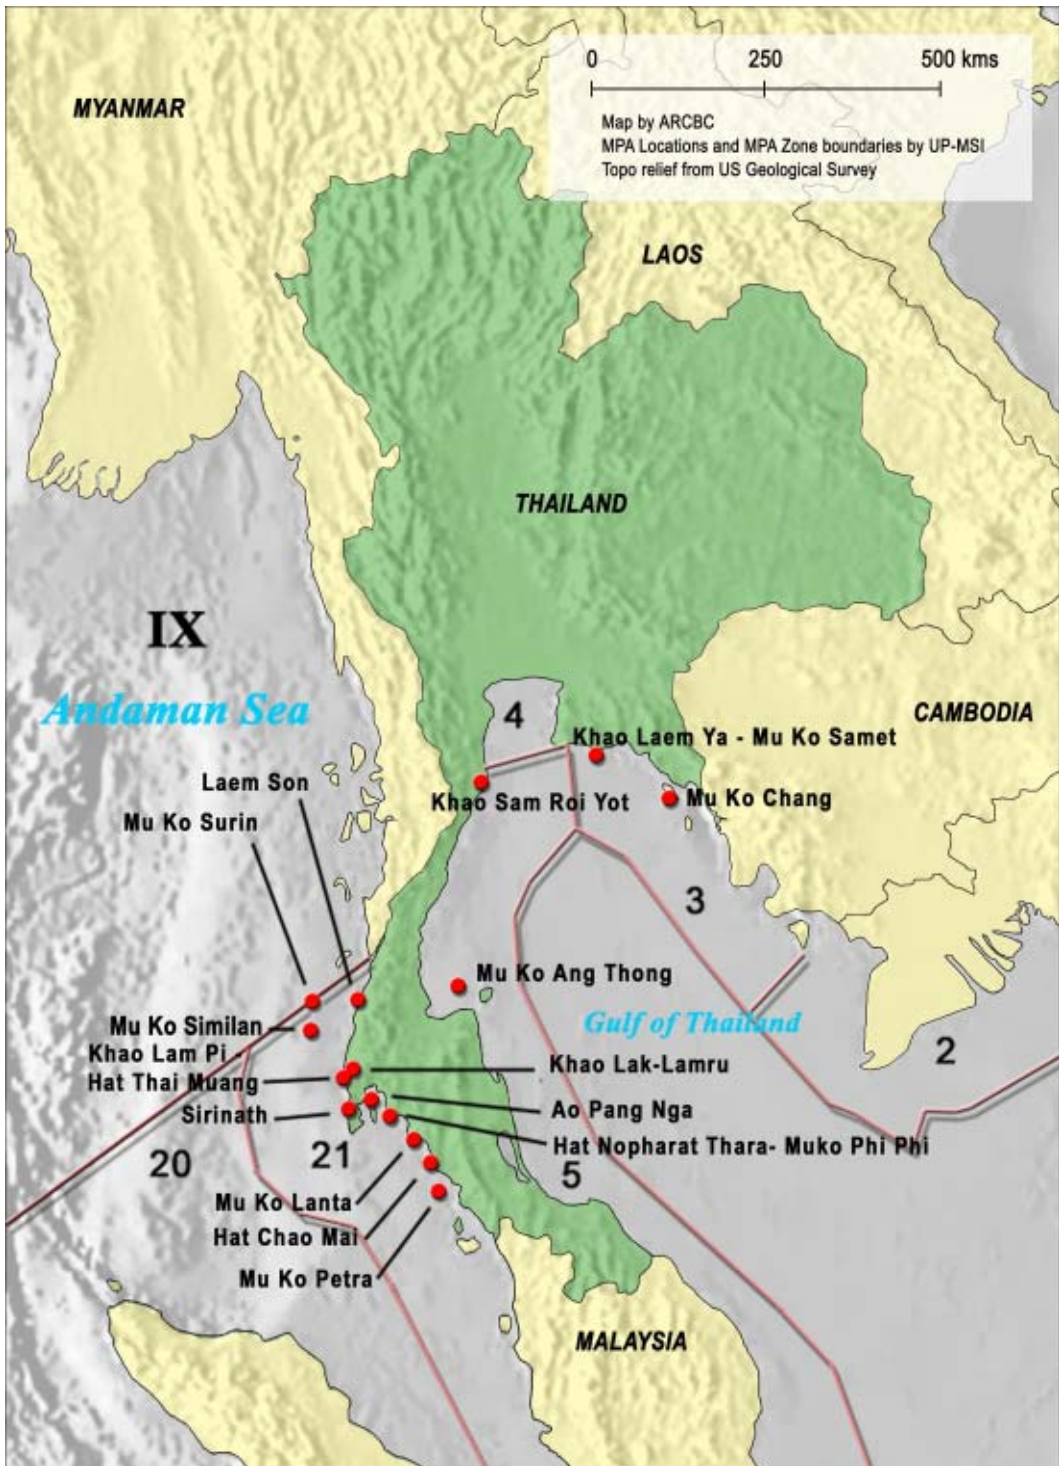 0 250 500 kms
MYANMAR
Map by ARCBC
MPA Locations and MPA Zone boundaries by UP-MSI
Topo relief from US Geological Survey
LAOS
THAILAND
IX
Andaman Sea
4
CAMBODIA
Khao Laem Ya - Mu Ko Samet
Laem Son
Khao Sam Roi Yot
Mu Ko Chang
Mu Ko Surin
3
Mu Ko Ang Thong
Mu Ko Similan
Gulf of Thailand
Khao Lam Pi -
Hat Thai Muang
2
Khao Lak-Lamru
Sirinath
Ao Pang Nga
Hat Nopharat Thara- Muko Phi Phi
20
21
5
Mu Ko Lanta
Hat Chao Mai
Mu Ko Petra
MALAYSIA